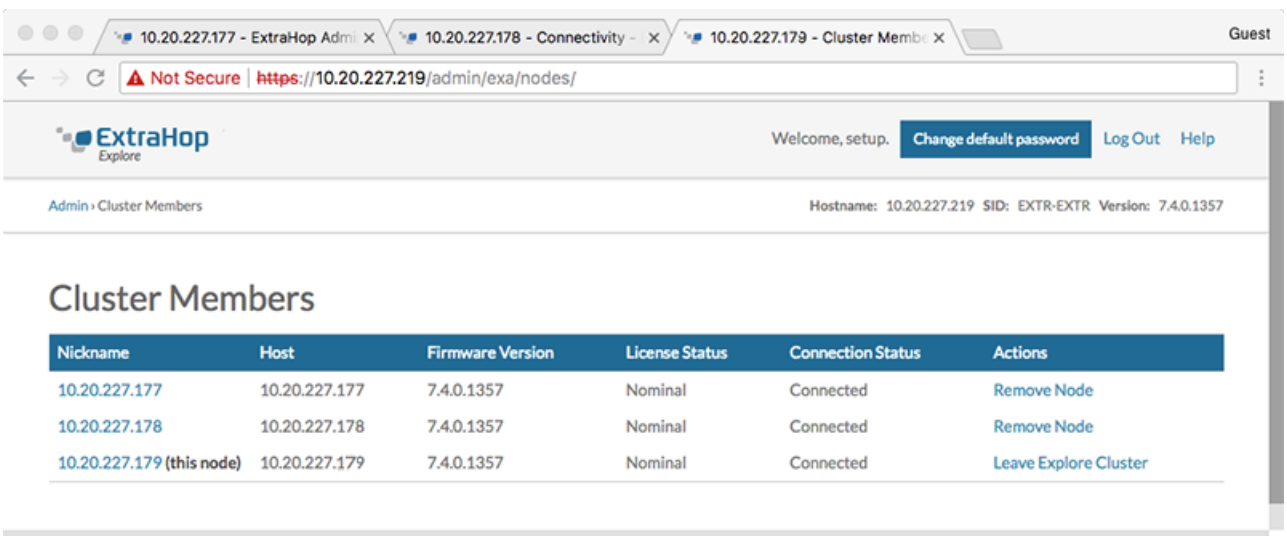 10.20.227.177 - ExtraHop Admi
10.20.227.178 - Connectivity -
10.20.227.179 - Cluster Membe
Guest
Not Secure | https://10.20.227.219/admin/exa/nodes/
ExtraHop
Explore
Welcome, setup. Change default password Log Out Help
Admin › Cluster Members
Hostname: 10.20.227.219 SID: EXTR-EXTR Version: 7.4.0.1357
Cluster Members
Nickname Host Firmware Version License Status Connection Status Actions
10.20.227.177 10.20.227.177 7.4.0.1357 Nominal Connected Remove Node
10.20.227.178 10.20.227.178 7.4.0.1357 Nominal Connected Remove Node
10.20.227.179 (this node) 10.20.227.179 7.4.0.1357 Nominal Connected Leave Explore Cluster